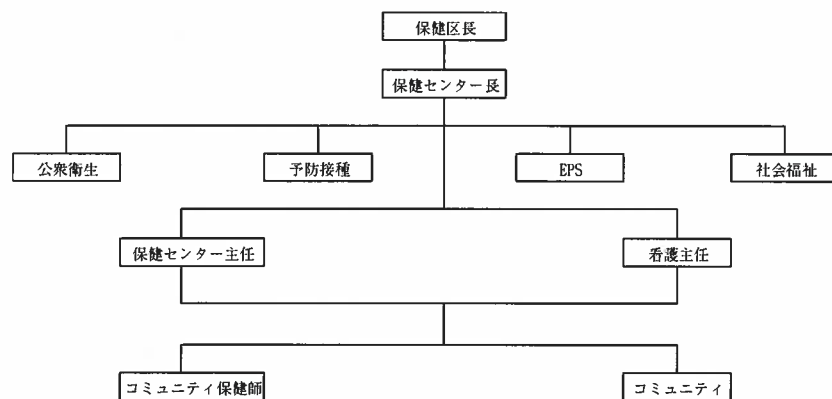 保健区長
保健センター長
公衆衛生
予防接種
EPS
社会福祉
保健センター主任
看護主任
コミュニティ保健師
コミュニティ